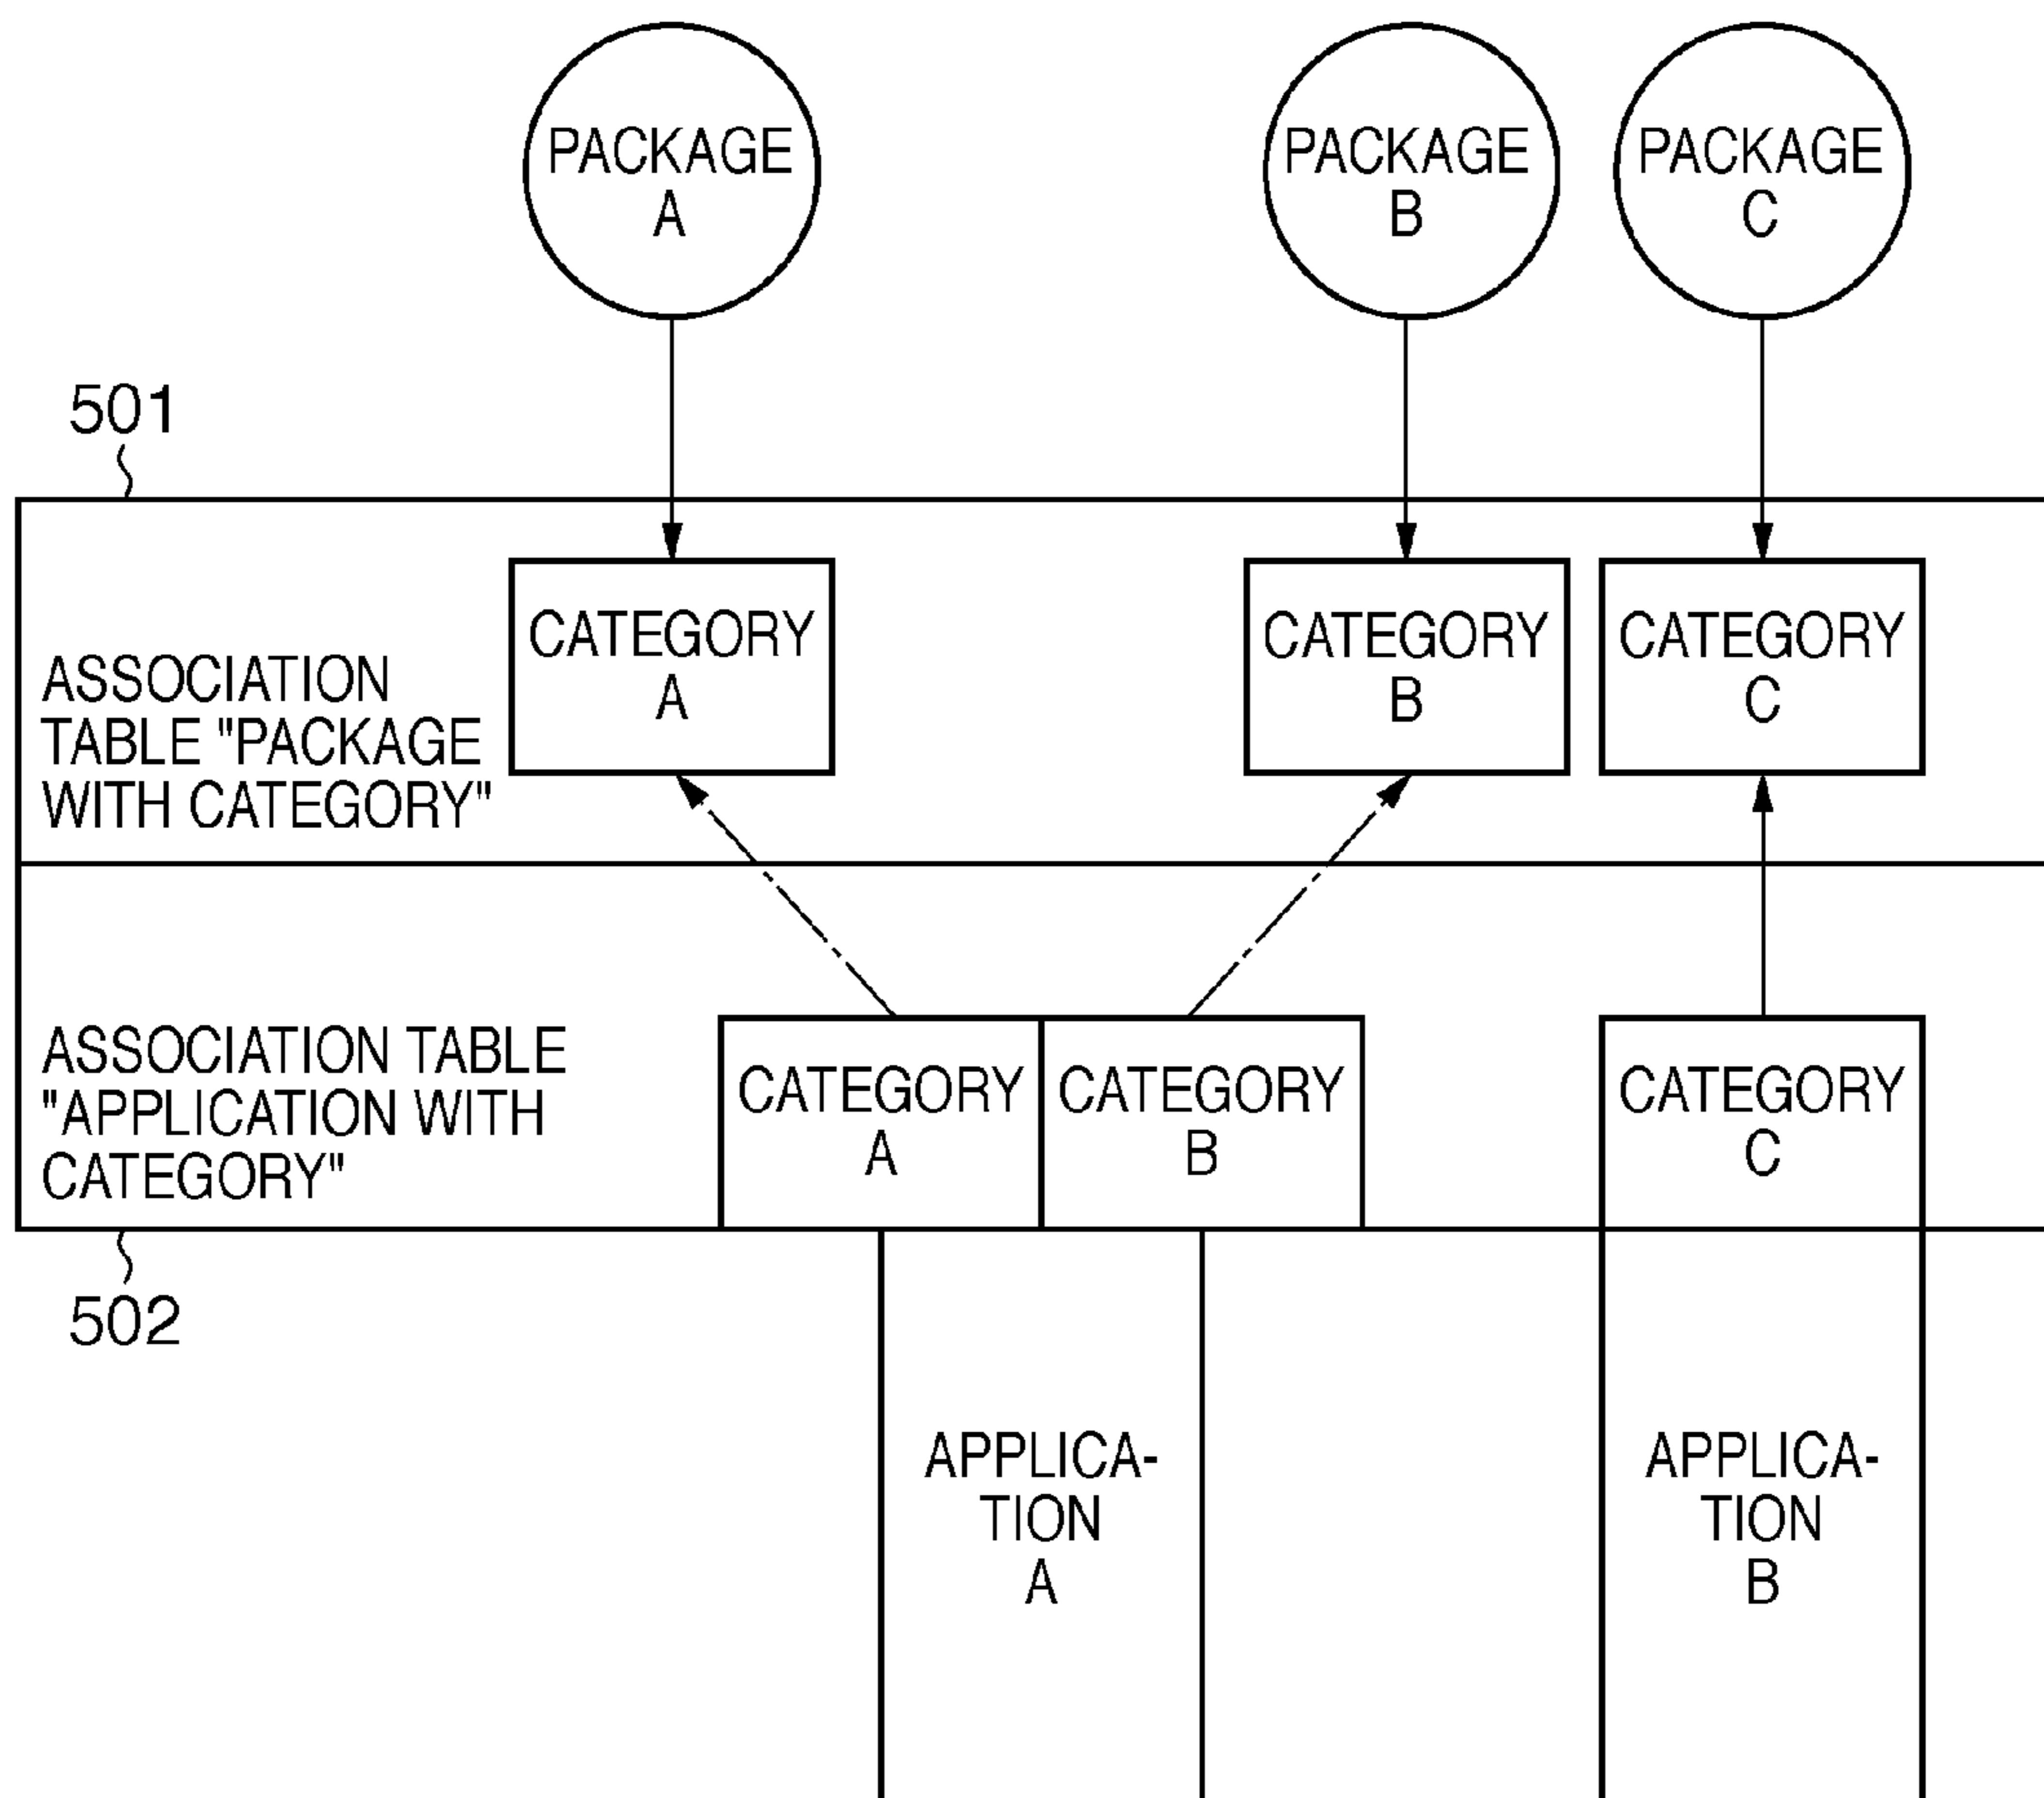 PACKAGE
A
PACKAGE
B
PACKAGE
C
501
CATEGORY
A
CATEGORY
B
CATEGORY
C
ASSOCIATION
TABLE "PACKAGE
WITH CATEGORY"
ASSOCIATION TABLE
"APPLICATION WITH
CATEGORY"
CATEGORY
A
CATEGORY
B
CATEGORY
C
502
APPLICA-
TION
A
APPLICA-
TION
B